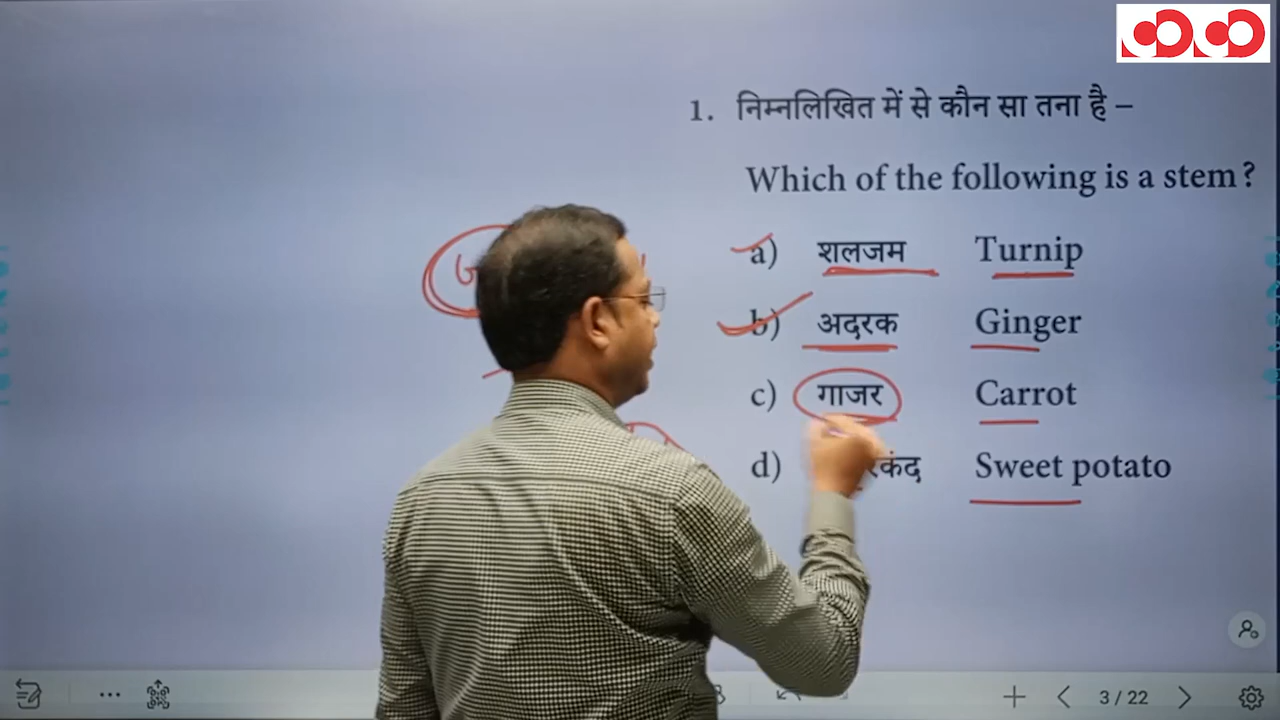 1. निम्नलिखित में से कौन सा तना है –
Which of the following is a stem?
a) शलजम Turnip
b) अदरक Ginger
c) गाजर Carrot
d) Sweet potato
3 / 22